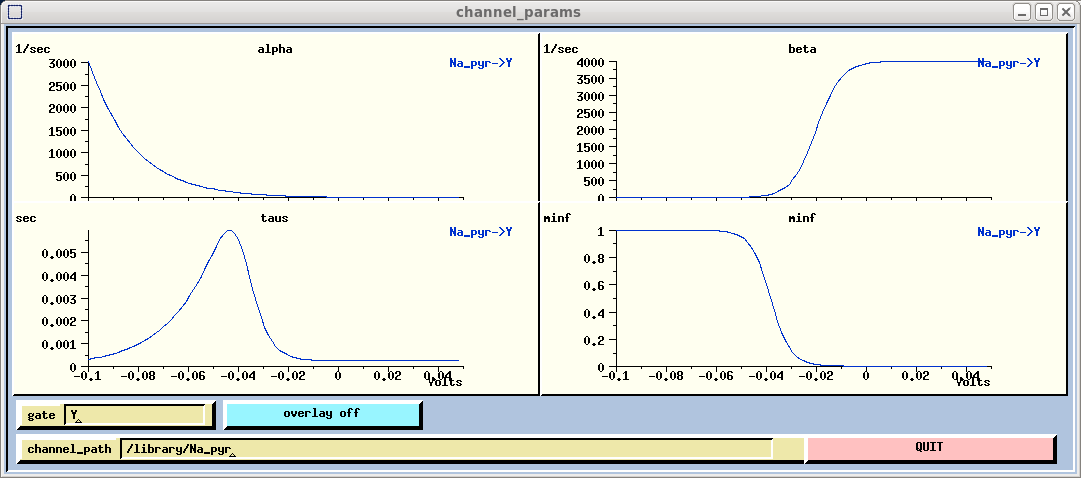 channel_params
1/sec alpha
Na_pyr->Y
3000
2500
2000
1500
1000
500
0
1/sec beta
Na_pyr->Y
4000
3500
3000
2500
2000
1500
1000
500
0
sec taus
Na_pyr->Y
0.005
0.004
0.003
0.002
0.001
0
-0.1 -0.08 -0.06 -0.04 -0.02 0 0.02 0.04
Volts
minf minf
Na_pyr->Y
1
0.8
0.6
0.4
0.2
0
-0.1 -0.08 -0.06 -0.04 -0.02 0 0.02 0.04
Volts
gate Y overlay off
channel_path /library/Na_pyr QUIT